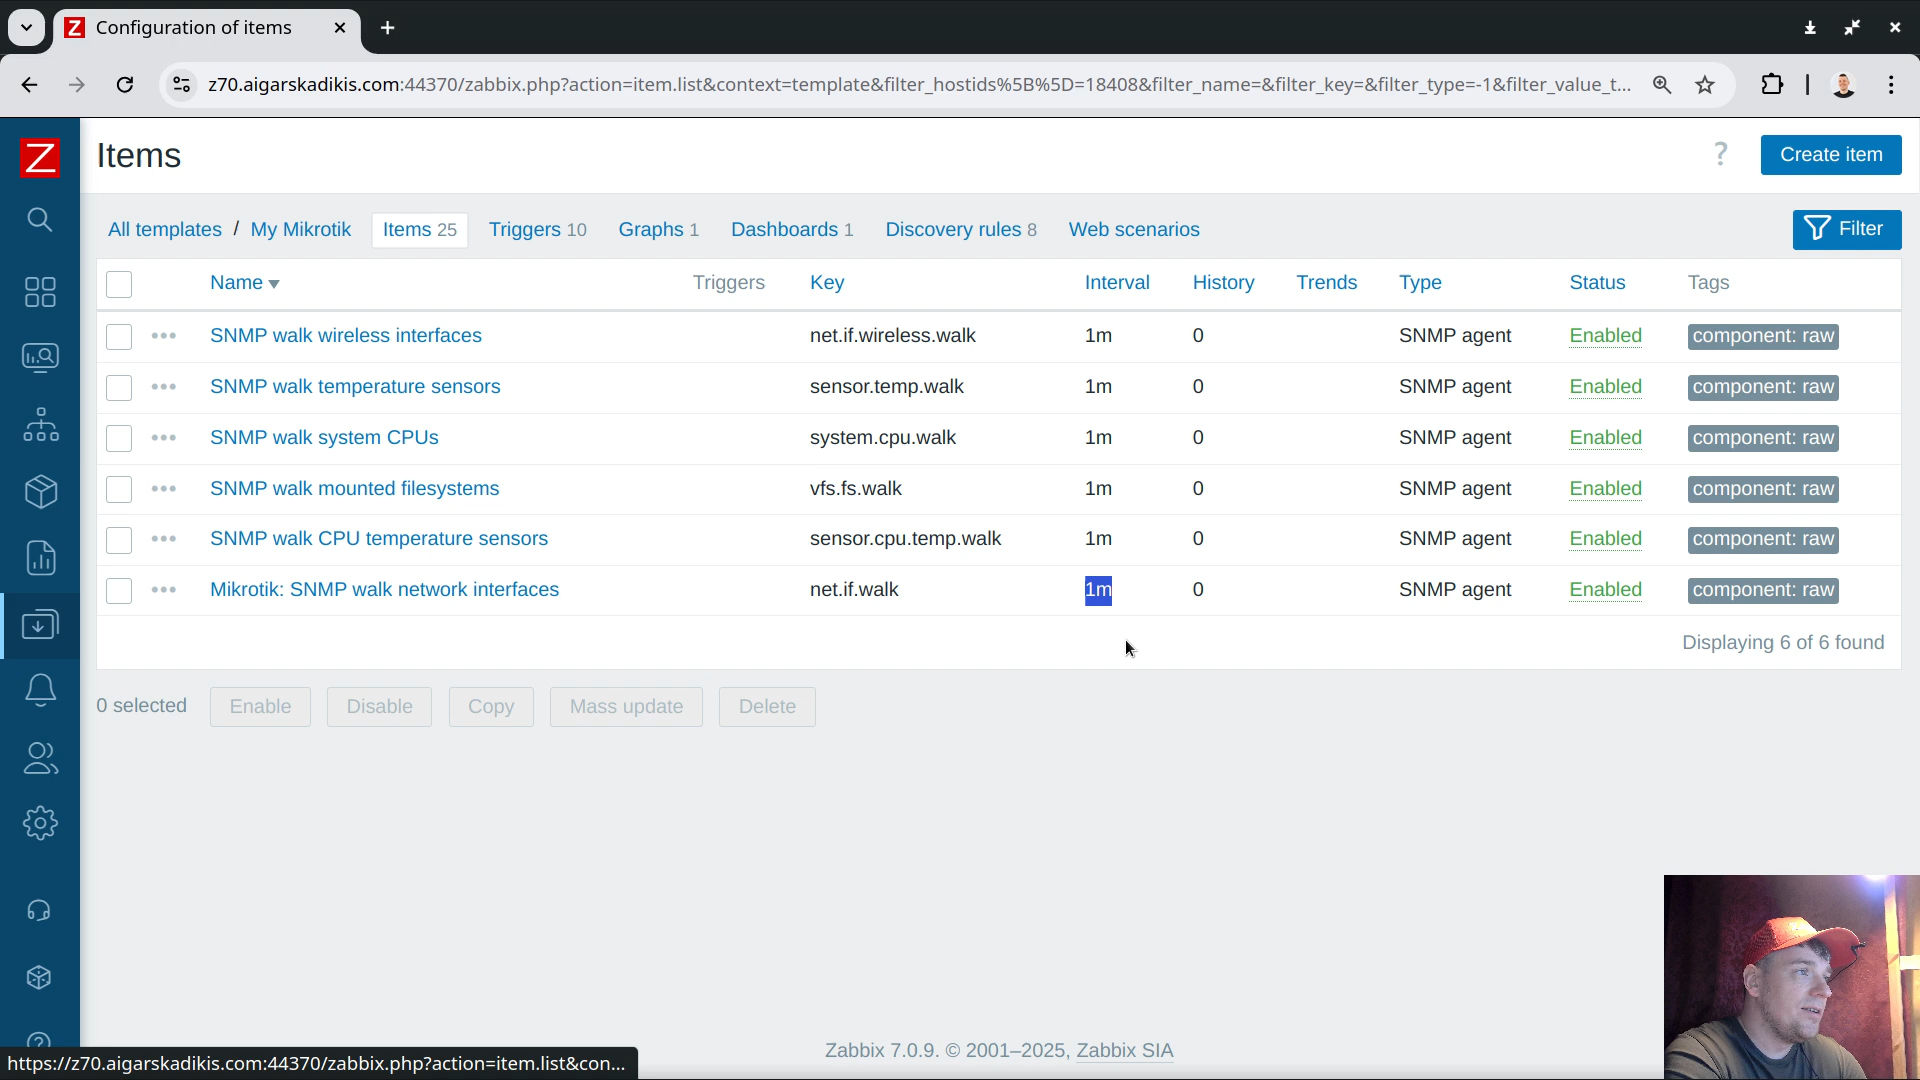 Configuration of items
z70.aigarskadikis.com:44370/zabbix.php?action=item.list&context=template&filter_hostids%5B%5D=18408&filter_name=&filter_key=&filter_type=-1&filter_value_t...
Z
Items
? Create item
All templates / My Mikrotik Items 25 Triggers 10 Graphs 1 Dashboards 1 Discovery rules 8 Web scenarios Filter
Name Triggers Key Interval History Trends Type Status Tags
SNMP walk wireless interfaces net.if.wireless.walk 1m 0 SNMP agent Enabled component: raw
SNMP walk temperature sensors sensor.temp.walk 1m 0 SNMP agent Enabled component: raw
SNMP walk system CPUs system.cpu.walk 1m 0 SNMP agent Enabled component: raw
SNMP walk mounted filesystems vfs.fs.walk 1m 0 SNMP agent Enabled component: raw
SNMP walk CPU temperature sensors sensor.cpu.temp.walk 1m 0 SNMP agent Enabled component: raw
Mikrotik: SNMP walk network interfaces net.if.walk 1m 0 SNMP agent Enabled component: raw
Displaying 6 of 6 found
0 selected Enable Disable Copy Mass update Delete
Zabbix 7.0.9. © 2001–2025, Zabbix SIA
https://z70.aigarskadikis.com:44370/zabbix.php?action=item.list&con...